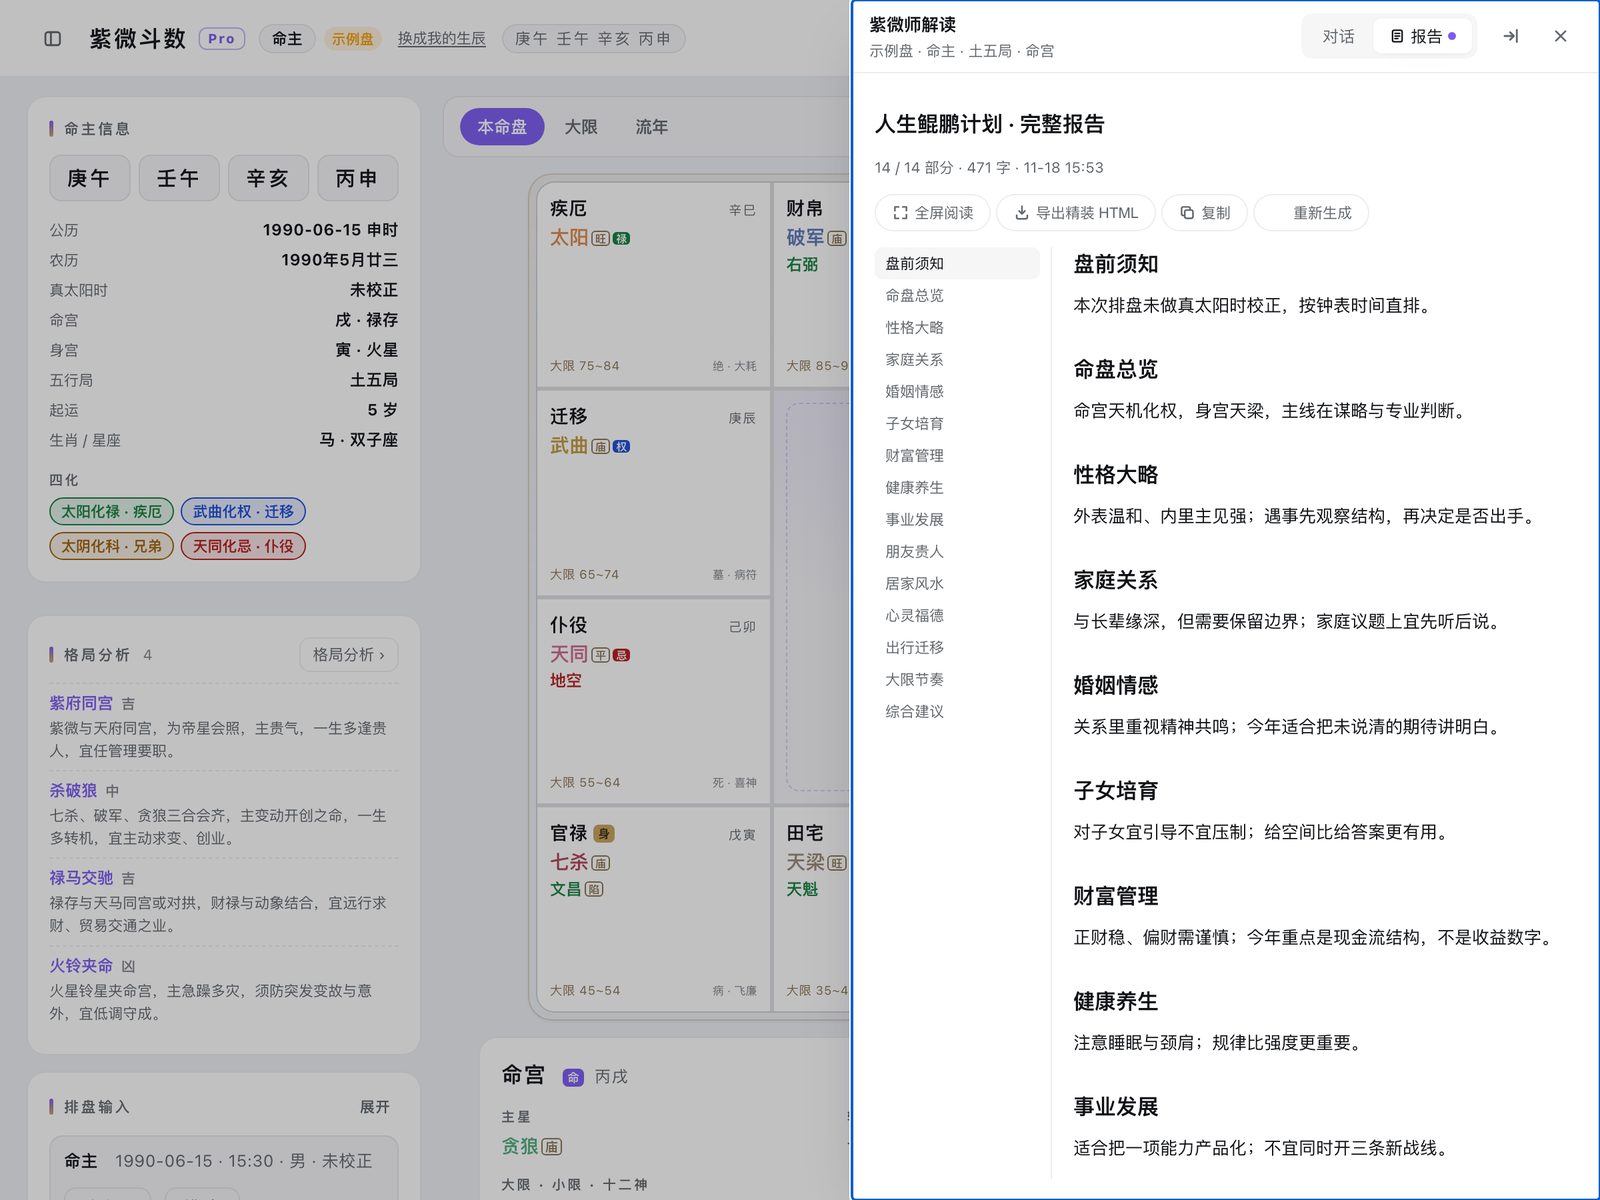 紫微斗数 Pro 命主 示例盘 换成我的生辰 庚午 壬午 辛亥 丙申
命主信息
庚午 壬午 辛亥 丙申
公历 1990-06-15 申时
农历 1990年5月廿三
真太阳时 未校正
命宫 戌 · 禄存
身宫 寅 · 火星
五行局 土五局
起运 5 岁
生肖 / 星座 马 · 双子座
四化
太阳化禄 · 疾厄 武曲化权 · 迁移
太阴化科 · 兄弟 天同化忌 · 仆役
格局分析 4 格局分析 ›
紫府同宫 吉
紫微与天府同宫，为帝星会照，主贵气，一生多逢贵
人，宜任管理要职。
杀破狼 中
七杀、破军、贪狼三合会齐，主变动开创之命，一生
多转机，宜主动求变、创业。
禄马交驰 吉
禄存与天马同宫或对拱，财禄与动象结合，宜远行求
财、贸易交通之业。
火铃夹命 凶
火星铃星夹命宫，主急躁多灾，须防突发变故与意
外，宜低调守成。
排盘输入 展开
命主 1990-06-15 · 15:30 · 男 · 未校正
本命盘 大限 流年
疾厄 辛巳
太阳 旺 禄
大限 75~84 绝 · 大耗
财帛
破军 庙
右弼
大限 85~9
迁移 庚辰
武曲 庙 权
大限 65~74 墓 · 病符
仆役 己卯
天同 平 忌
地空
大限 55~64 死 · 喜神
官禄 身 戊寅
七杀 庙
文昌 陷
大限 45~54 病 · 飞廉
田宅
天梁 旺
天魁
大限 35~4
命宫 命 丙戌
主星
贪狼 庙
大限 · 小限 · 十二神
紫微师解读
示例盘 · 命主 · 土五局 · 命宫
对话 报告
人生鲲鹏计划 · 完整报告
14 / 14 部分 · 471 字 · 11-18 15:53
全屏阅读 导出精装 HTML 复制 重新生成
盘前须知
命盘总览
性格大略
家庭关系
婚姻情感
子女培育
财富管理
健康养生
事业发展
朋友贵人
居家风水
心灵福德
出行迁移
大限节奏
综合建议
盘前须知
本次排盘未做真太阳时校正，按钟表时间直排。
命盘总览
命宫天机化权，身宫天梁，主线在谋略与专业判断。
性格大略
外表温和、内里主见强；遇事先观察结构，再决定是否出手。
家庭关系
与长辈缘深，但需要保留边界；家庭议题上宜先听后说。
婚姻情感
关系里重视精神共鸣；今年适合把未说清的期待讲明白。
子女培育
对子女宜引导不宜压制；给空间比给答案更有用。
财富管理
正财稳、偏财需谨慎；今年重点是现金流结构，不是收益数字。
健康养生
注意睡眠与颈肩；规律比强度更重要。
事业发展
适合把一项能力产品化；不宜同时开三条新战线。